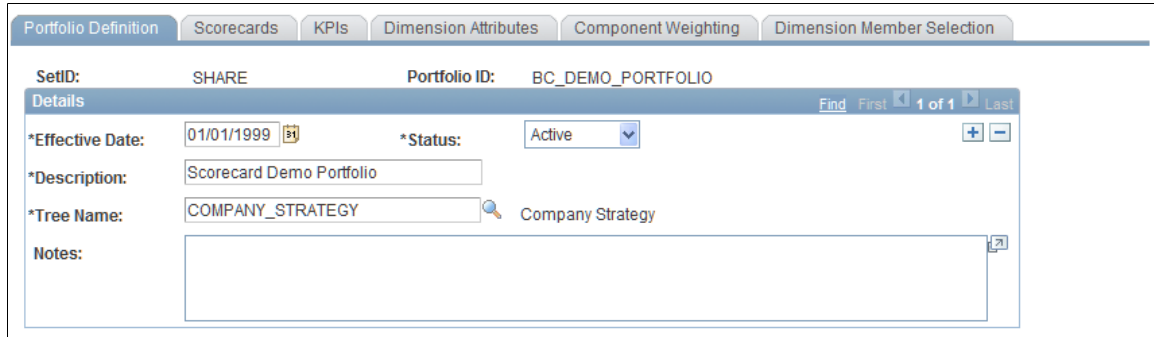 Portfolio Definition Scorecards KPIs Dimension Attributes Component Weighting Dimension Member Selection
SetID: SHARE Portfolio ID: BC_DEMO_PORTFOLIO
Details Find First 1 of 1 Last
*Effective Date: 01/01/1999 31 *Status: Active
*Description: Scorecard Demo Portfolio
*Tree Name: COMPANY_STRATEGY Company Strategy
Notes: